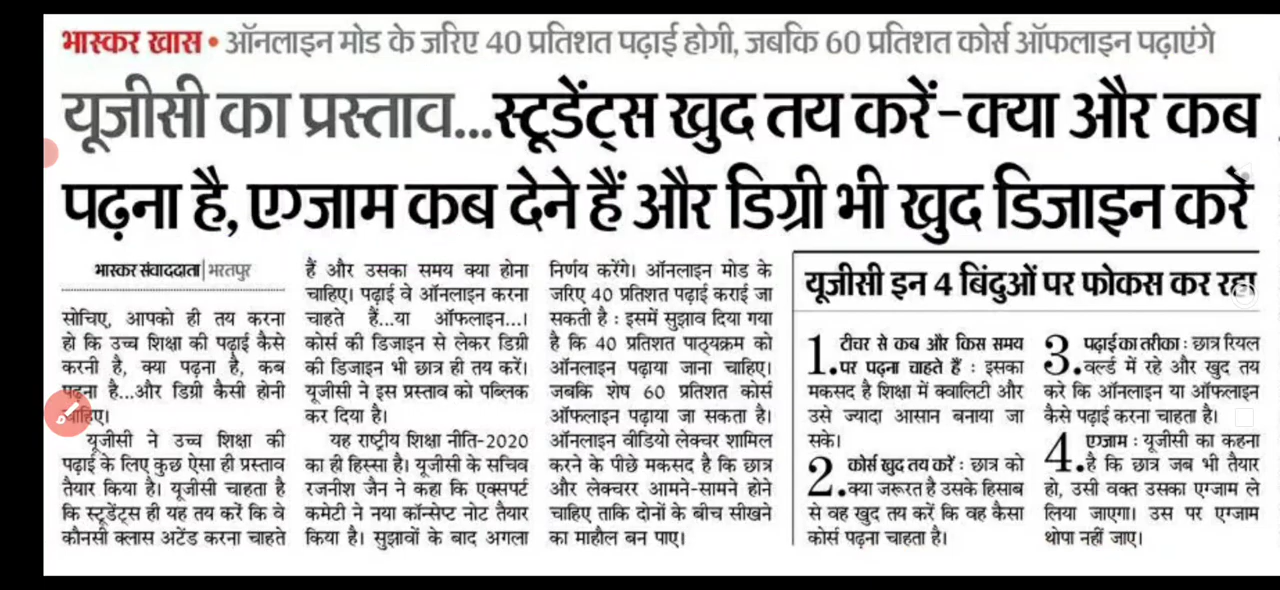 भास्कर खास • ऑनलाइन मोड के जरिए 40 प्रतिशत पढ़ाई होगी, जबकि 60 प्रतिशत कोर्स ऑफलाइन पढ़ाएंगे
यूजीसी का प्रस्ताव...स्टूडेंट्स खुद तय करें-क्या और कब
पढ़ना है, एग्जाम कब देने हैं और डिग्री भी खुद डिजाइन करें
भास्कर संवाददाता|भरतपुर
सोचिए, आपको ही तय करना
हो कि उच्च शिक्षा की पढ़ाई कैसे
करनी है, क्या पढ़ना है, कब
पढ़ना है...और डिग्री कैसी होनी
चाहिए।
यूजीसी ने उच्च शिक्षा की
पढ़ाई के लिए कुछ ऐसा ही प्रस्ताव
तैयार किया है। यूजीसी चाहता है
कि स्टूडेंट्स ही यह तय करें कि वे
कौनसी क्लास अटेंड करना चाहते
हैं और उसका समय क्या होना
चाहिए। पढ़ाई वे ऑनलाइन करना
चाहते हैं...या ऑफलाइन...।
कोर्स की डिजाइन से लेकर डिग्री
की डिजाइन भी छात्र ही तय करें।
यूजीसी ने इस प्रस्ताव को पब्लिक
कर दिया है।
यह राष्ट्रीय शिक्षा नीति-2020
का ही हिस्सा है। यूजीसी के सचिव
रजनीश जैन ने कहा कि एक्सपर्ट
कमेटी ने नया कॉन्सेप्ट नोट तैयार
किया है। सुझावों के बाद अगला
निर्णय करेंगे। ऑनलाइन मोड के
जरिए 40 प्रतिशत पढ़ाई कराई जा
सकती है : इसमें सुझाव दिया गया
है कि 40 प्रतिशत पाठ्यक्रम को
ऑनलाइन पढ़ाया जाना चाहिए।
जबकि शेष 60 प्रतिशत कोर्स
ऑफलाइन पढ़ाया जा सकता है।
ऑनलाइन वीडियो लेक्चर शामिल
करने के पीछे मकसद है कि छात्र
और लेक्चरर आमने-सामने होने
चाहिए ताकि दोनों के बीच सीखने
का माहौल बन पाए।
यूजीसी इन 4 बिंदुओं पर फोकस कर रहा
1. टीचर से कब और किस समय
पर पढ़ना चाहते हैं : इसका
मकसद है शिक्षा में क्वालिटी और
उसे ज्यादा आसान बनाया जा
सके।
2. कोर्स खुद तय करें : छात्र को
क्या जरूरत है उसके हिसाब
से वह खुद तय करें कि वह कैसा
कोर्स पढ़ना चाहता है।
3. पढ़ाई का तरीका : छात्र रियल
वर्ल्ड में रहे और खुद तय
करे कि ऑनलाइन या ऑफलाइन
कैसे पढ़ाई करना चाहता है।
4. एग्जाम : यूजीसी का कहना
है कि छात्र जब भी तैयार
हो, उसी वक्त उसका एग्जाम ले
लिया जाएगा। उस पर एग्जाम
थोपा नहीं जाए।